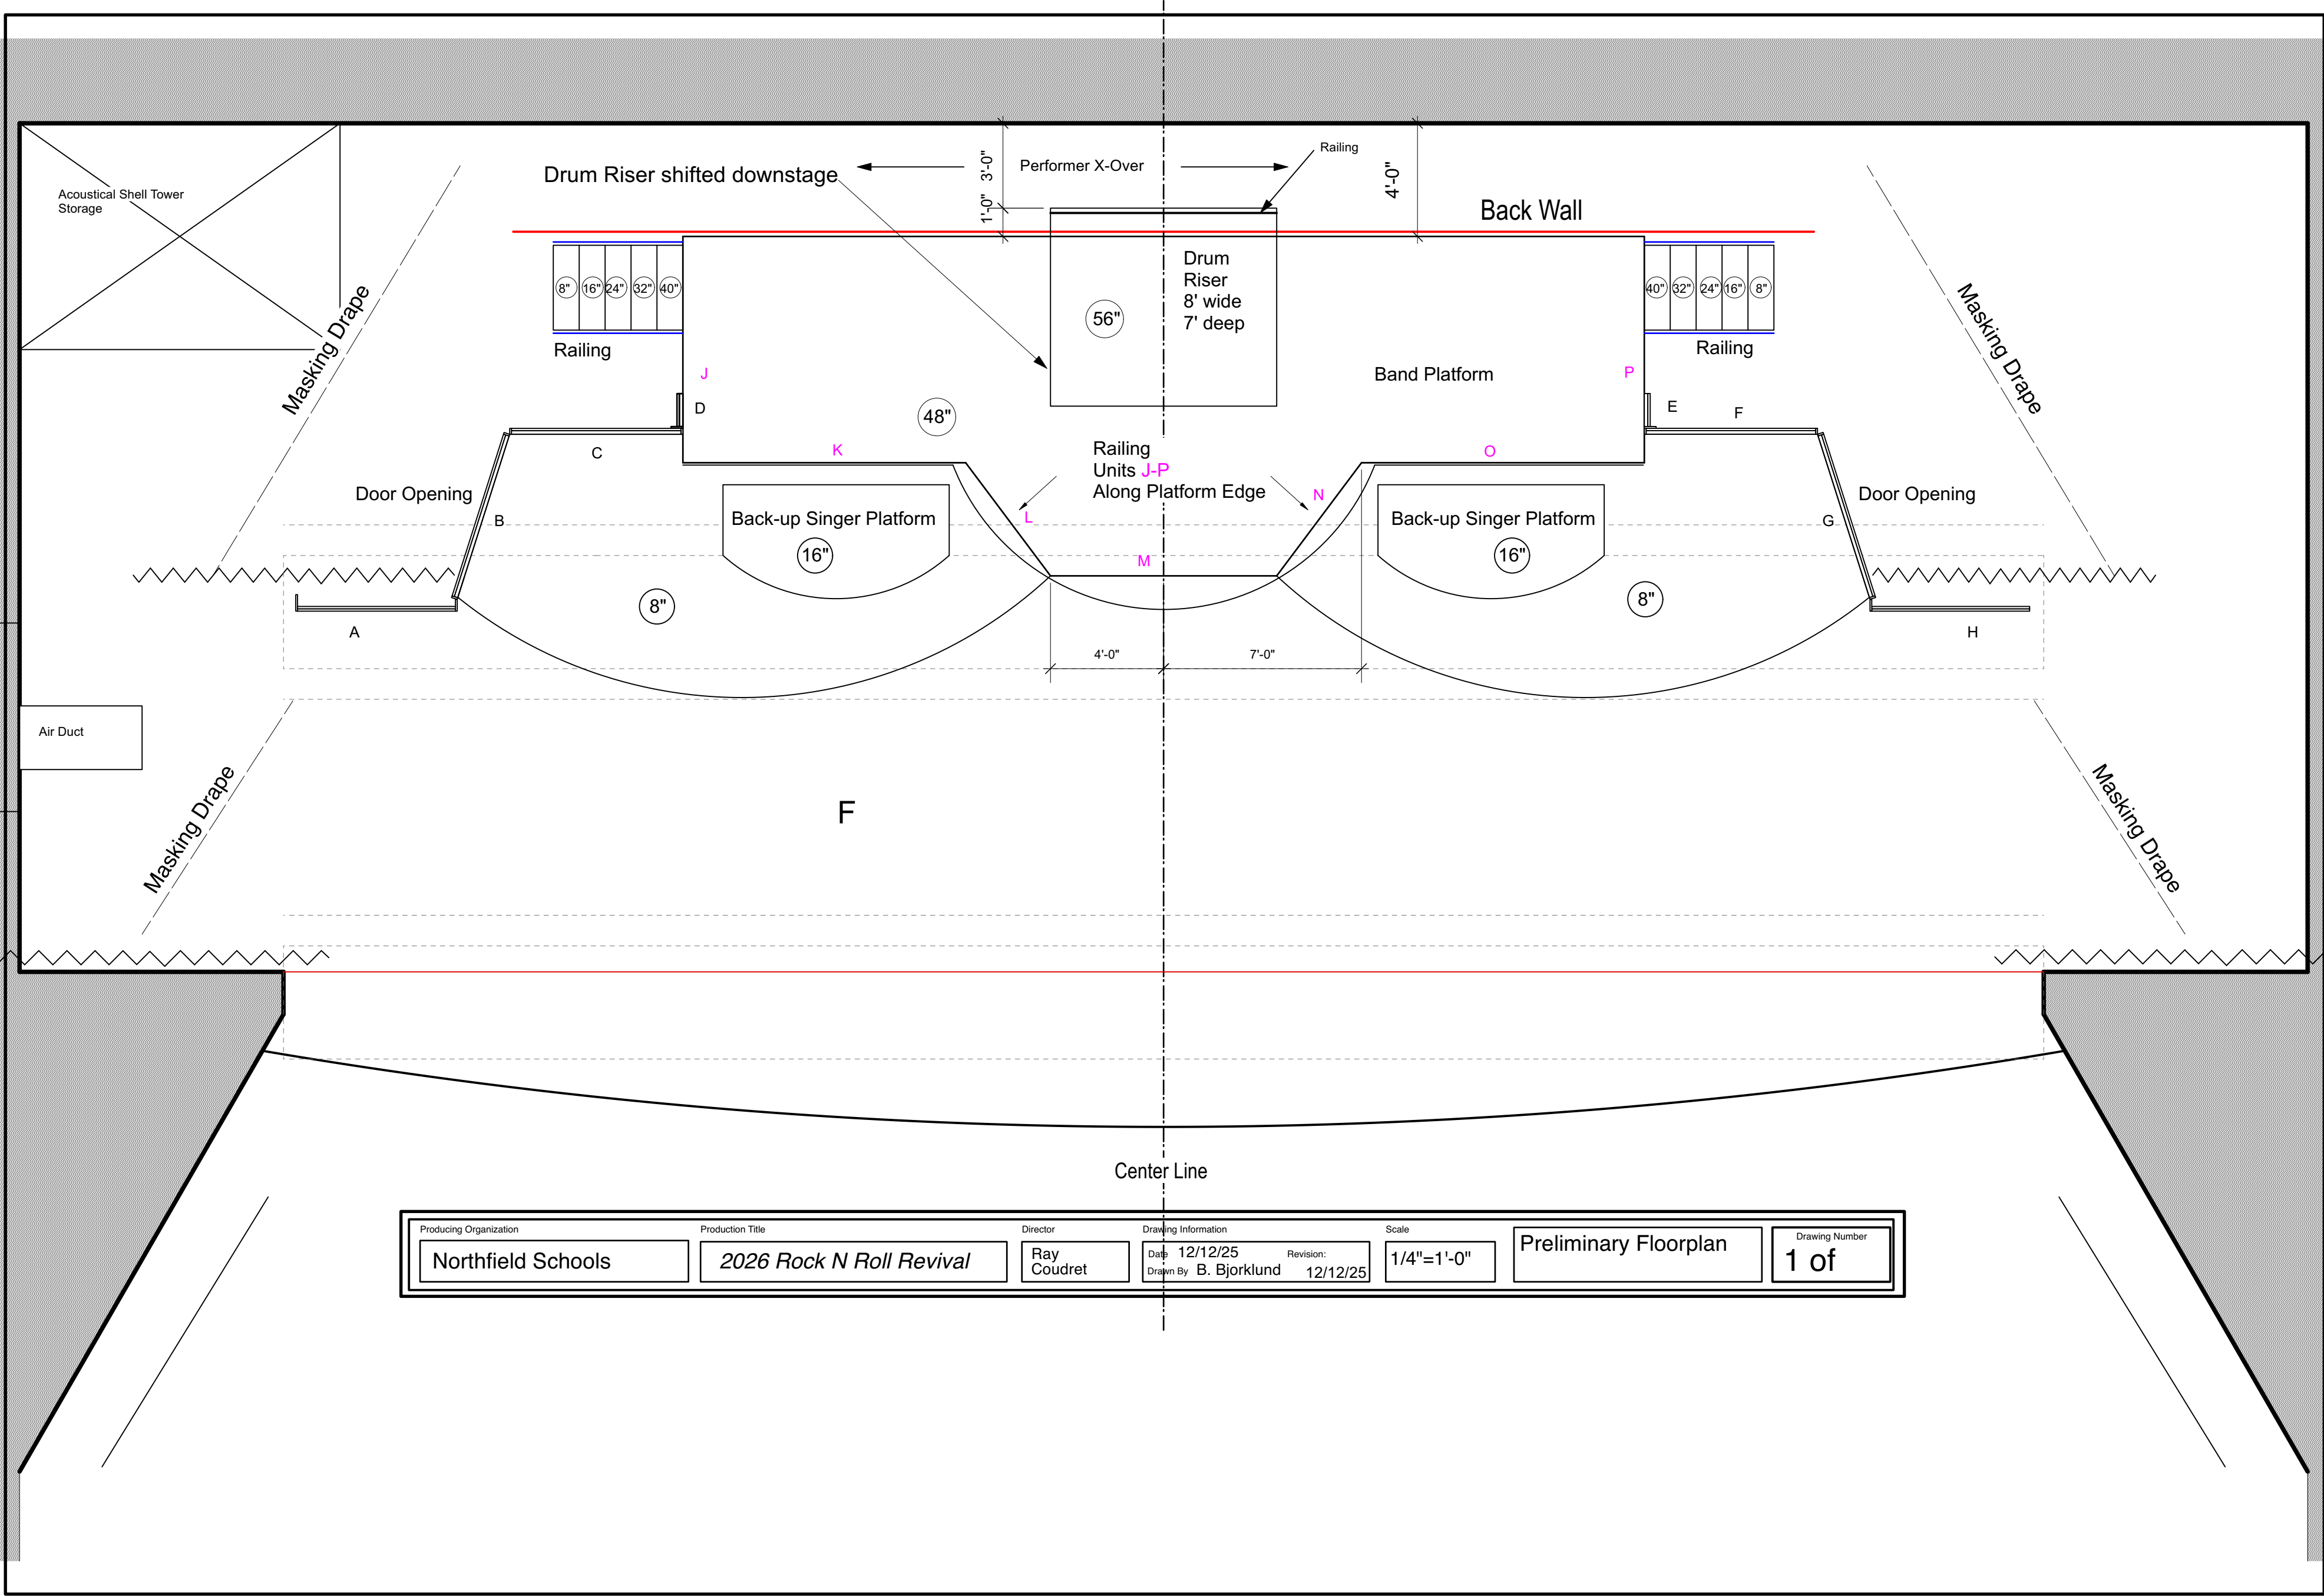 Acoustical Shell Tower
Storage
Masking Drape
Drum Riser shifted downstage
3'-0"
1'-0"
Performer X-Over
Railing
4'-0"
Back Wall
Masking Drape
8"
16"
24"
32"
40"
Railing
56"
Drum
Riser
8' wide
7' deep
40"
32"
24"
16"
8"
Railing
J
D
48"
Band Platform
P
E
F
C
K
Railing
Units J-P
Along Platform Edge
O
Door Opening
B
Back-up Singer Platform
16"
L
M
N
Back-up Singer Platform
16"
G
Door Opening
8"
8"
A
H
4'-0"
7'-0"
Air Duct
Masking Drape
F
Masking Drape
Center Line
Producing Organization
Northfield Schools
Production Title
2026 Rock N Roll Revival
Director
Ray
Coudret
Drawing Information
Date 12/12/25
Revision:
Drawn By B. Bjorklund
12/12/25
Scale
1/4"=1'-0"
Preliminary Floorplan
Drawing Number
1 of